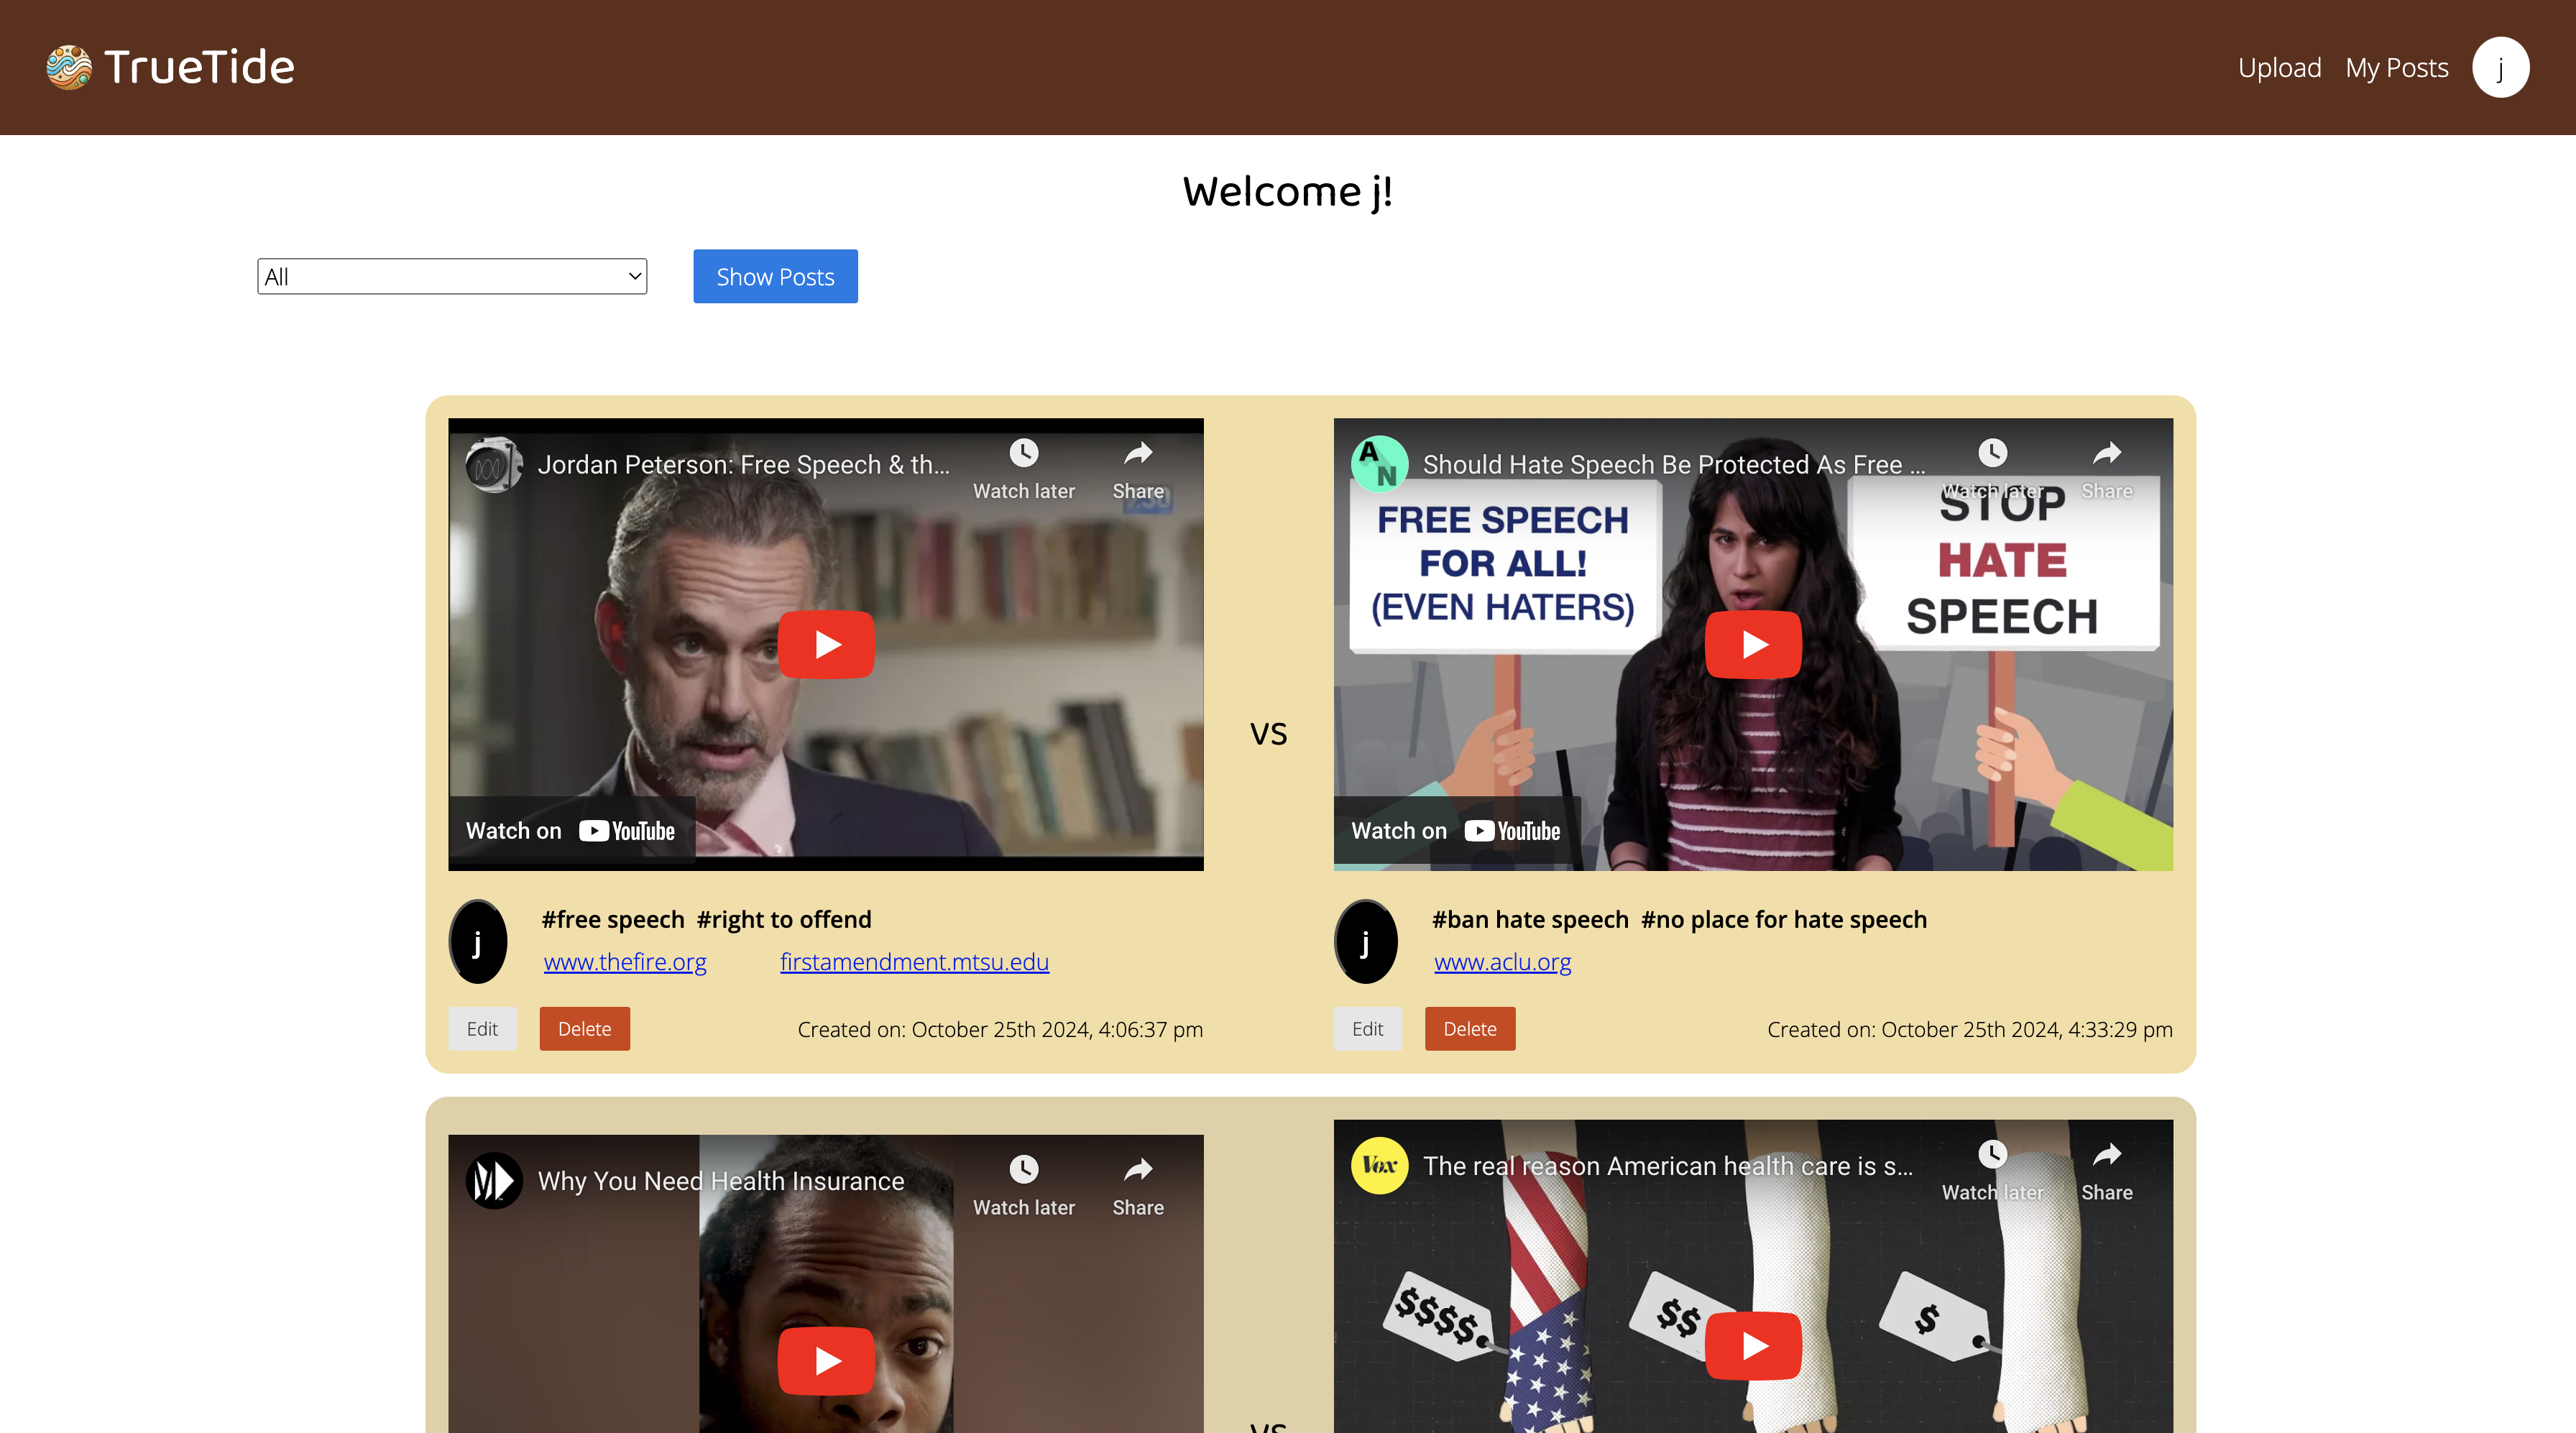 TrueTide
Upload My Posts j
Welcome j!
All
Show Posts
Jordan Peterson: Free Speech & th...
Watch later
Share
7.30
Watch on YouTube
vs
A
N
Should Hate Speech Be Protected As Free ...
Watch later
Share
FREE SPEECH
FOR ALL!
(EVEN HATERS)
STOP
HATE
SPEECH
Watch on YouTube
j
#free speech #right to offend
www.thefire.org firstamendment.mtsu.edu
Edit Delete Created on: October 25th 2024, 4:06:37 pm
j
#ban hate speech #no place for hate speech
www.aclu.org
Edit Delete Created on: October 25th 2024, 4:33:29 pm
Why You Need Health Insurance
Watch later
Share
vs
Vox
The real reason American health care is s...
Watch later
Share
$$$$
$$
$